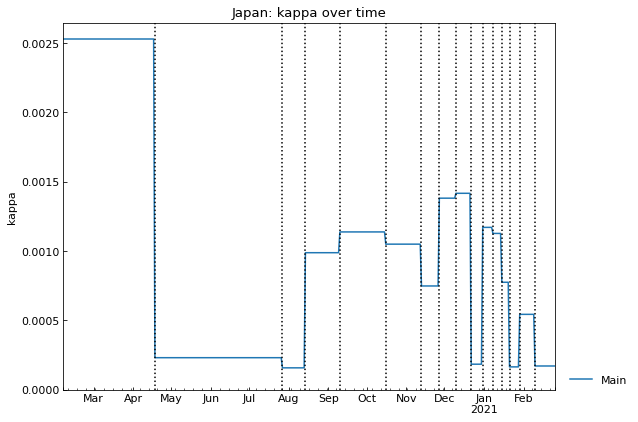 Japan: kappa over time
kappa
0.0025
0.0020
0.0015
0.0010
0.0005
0.0000
Mar Apr May Jun Jul Aug Sep Oct Nov Dec Jan Feb
2021
Main